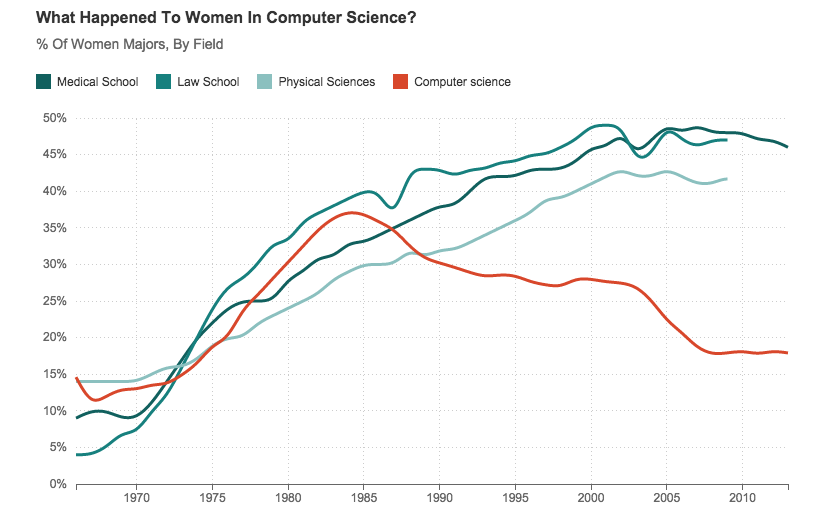 What Happened To Women In Computer Science?
% Of Women Majors, By Field
Medical School Law School Physical Sciences Computer science
50%
45%
40%
35%
30%
25%
20%
15%
10%
5%
0%
1970 1975 1980 1985 1990 1995 2000 2005 2010